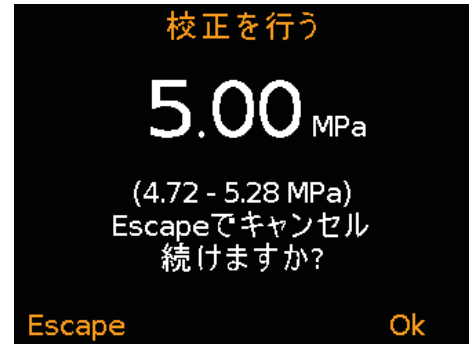 校正を行う
5.00 MPa
(4.72 - 5.28 MPa)
Escapeでキャンセル
続けますか?
Escape Ok